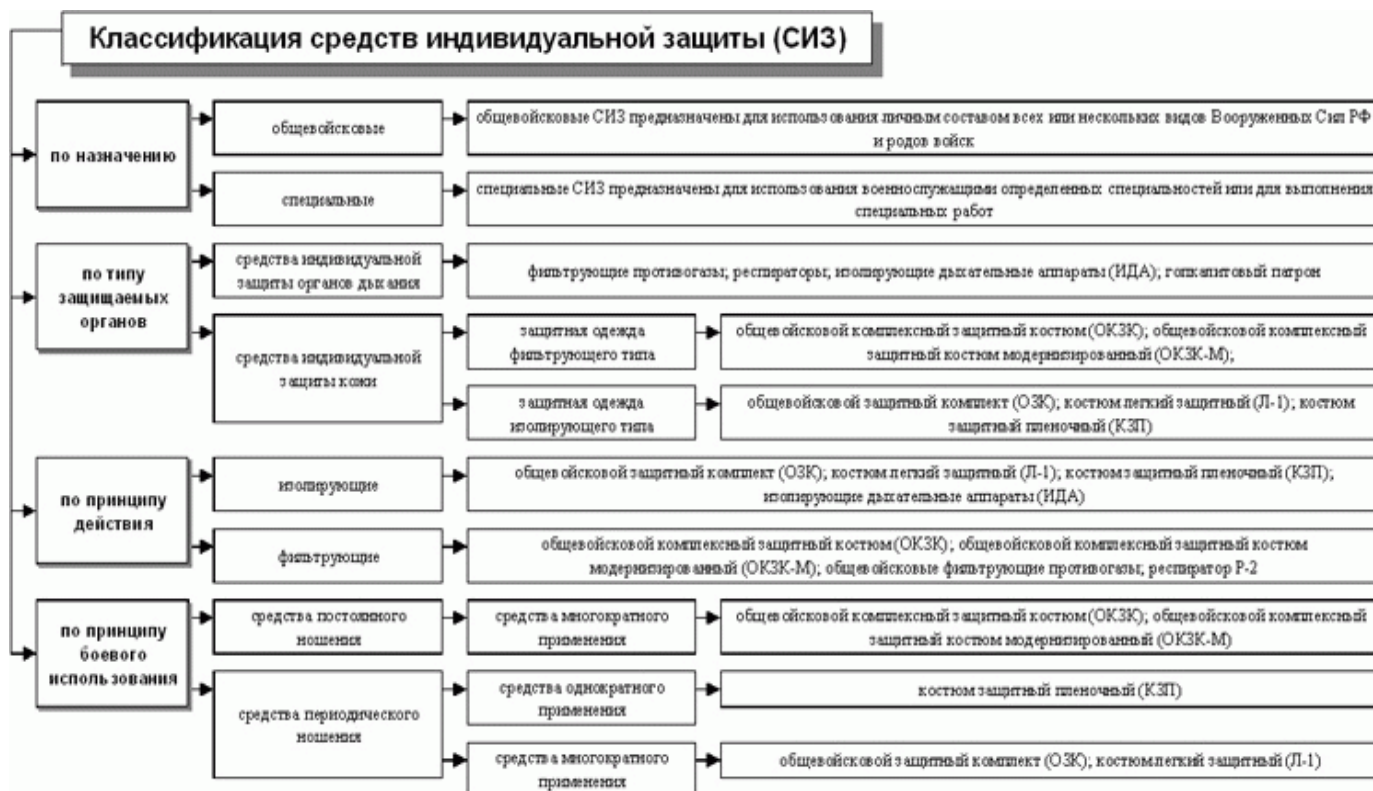 Классификация средств индивидуальной защиты (СИЗ)
по назначению
общевойсковые
общевойсковые СИЗ предназначены для использования личным составом всех или нескольких видов Вооруженных Сил РФ
и родов войск
специальные
специальные СИЗ предназначены для использования военнослужащими определенных специальностей или для выполнения
специальных работ
по типу
защищаемых
органов
средства индивидуальной
защиты органов дыхания
фильтрующие противогазы; респираторы; изолирующие дыхательные аппараты (ИДА); гопкалитовый патрон
средства индивидуальной
защиты кожи
защитная одежда
фильтрующего типа
общевойсковой комплексный защитный костюм (ОКЗК); общевойсковой комплексный
защитный костюм модернизированный (ОКЗК-М);
защитная одежда
изолирующего типа
общевойсковой защитный комплект (ОЗК); костюм легкий защитный (Л-1); костюм
защитный пленочный (КЗП)
по принципу
действия
изолирующие
общевойсковой защитный комплект (ОЗК); костюм легкий защитный (Л-1); костюм защитный пленочный (КЗП);
изолирующие дыхательные аппараты (ИДА)
фильтрующие
общевойсковой комплексный защитный костюм (ОКЗК); общевойсковой комплексный защитный костюм
модернизированный (ОКЗК-М); общевойсковые фильтрующие противогазы; респиратор Р-2
по принципу
боевого
использования
средства постоянного
ношения
средства многократного
применения
общевойсковой комплексный защитный костюм (ОКЗК); общевойсковой комплексный
защитный костюм модернизированный (ОКЗК-М)
средства периодического
ношения
средства однократного
применения
костюм защитный пленочный (КЗП)
средства многократного
применения
общевойсковой защитный комплект (ОЗК); костюм легкий защитный (Л-1)